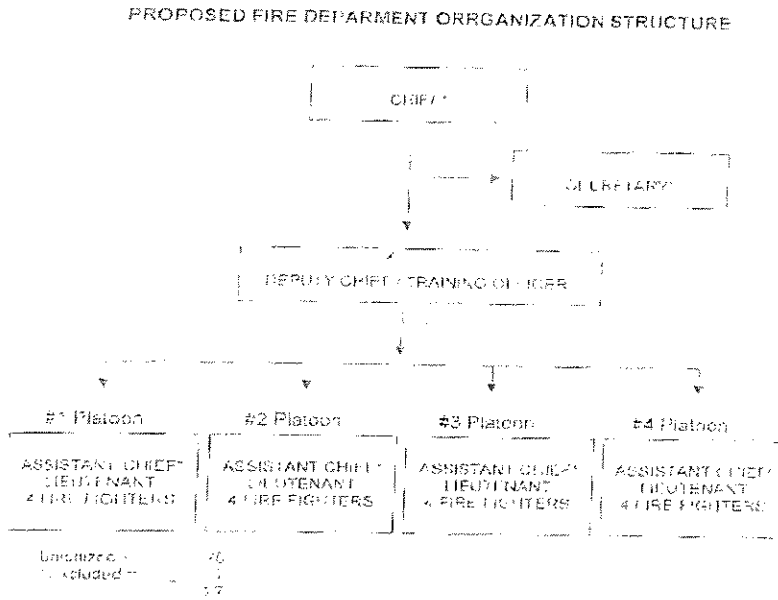 PROPOSED FIRE DEPARMENT ORRGANIZATION STRUCTURE
SECRETARY
DEPUTY CHIEF / TRAINING OFFICER
#1 Platoon
#2 Platoon
#3 Platoon
#4 Platoon
ASSISTANT CHIEF*
LIEUTENANT
4 FIRE FIGHTERS
ASSISTANT CHIEF*
LIEUTENANT
4 FIRE FIGHTERS
ASSISTANT CHIEF*
LIEUTENANT
4 FIRE FIGHTERS
ASSISTANT CHIEF*
LIEUTENANT
4 FIRE FIGHTERS
Unionized
Excluded